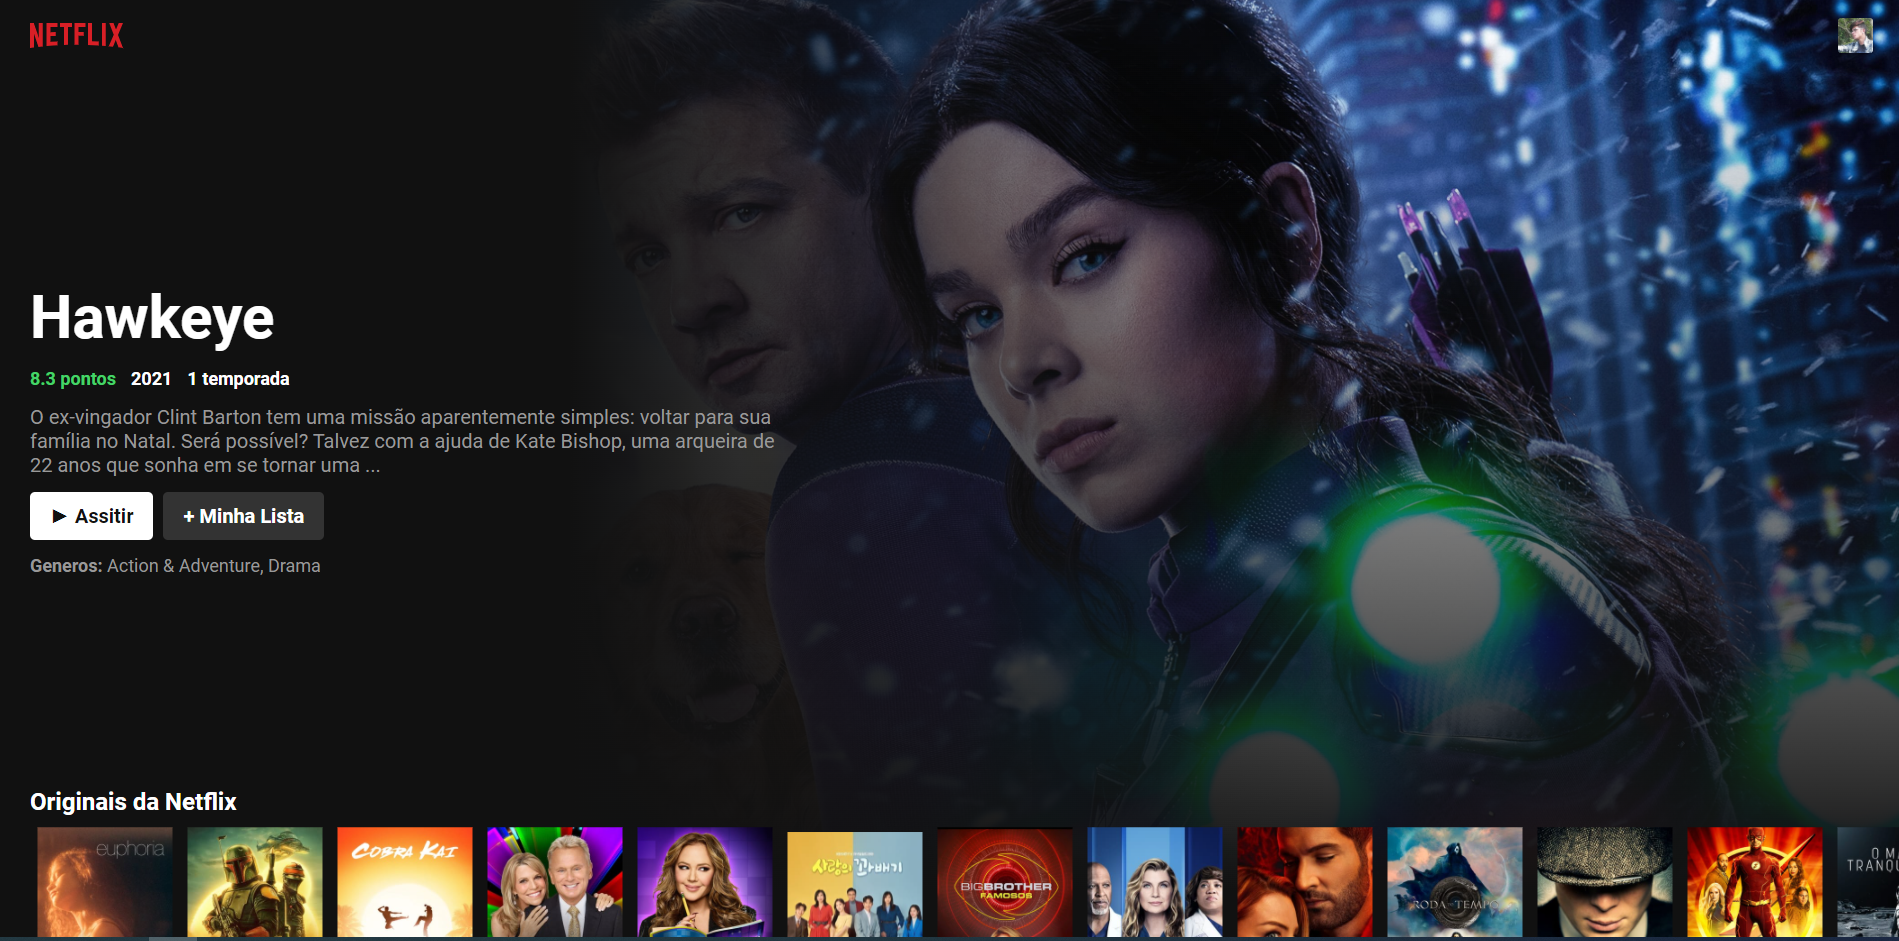 NETFLIX
Hawkeye
8.3 pontos 2021 1 temporada
O ex-vingador Clint Barton tem uma missão aparentemente simples: voltar para sua
família no Natal. Será possível? Talvez com a ajuda de Kate Bishop, uma arqueira de
22 anos que sonha em se tornar uma ...
► Assitir + Minha Lista
Generos: Action & Adventure, Drama
Originais da Netflix
euphoria
COBRA KAI
사랑의 꽈배기
BIGBROTHER
FAMOSOS
RODA DO TEMPO
O MA
TRANQU